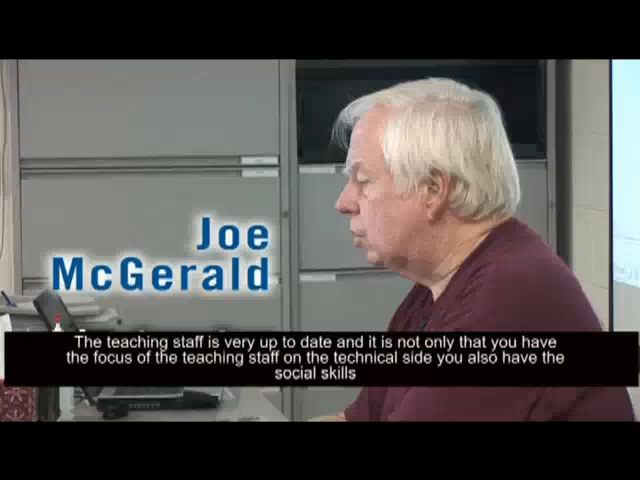 Joe
McGerald
The teaching staff is very up to date and it is not only that you have
the focus of the teaching staff on the technical side you also have the
social skills